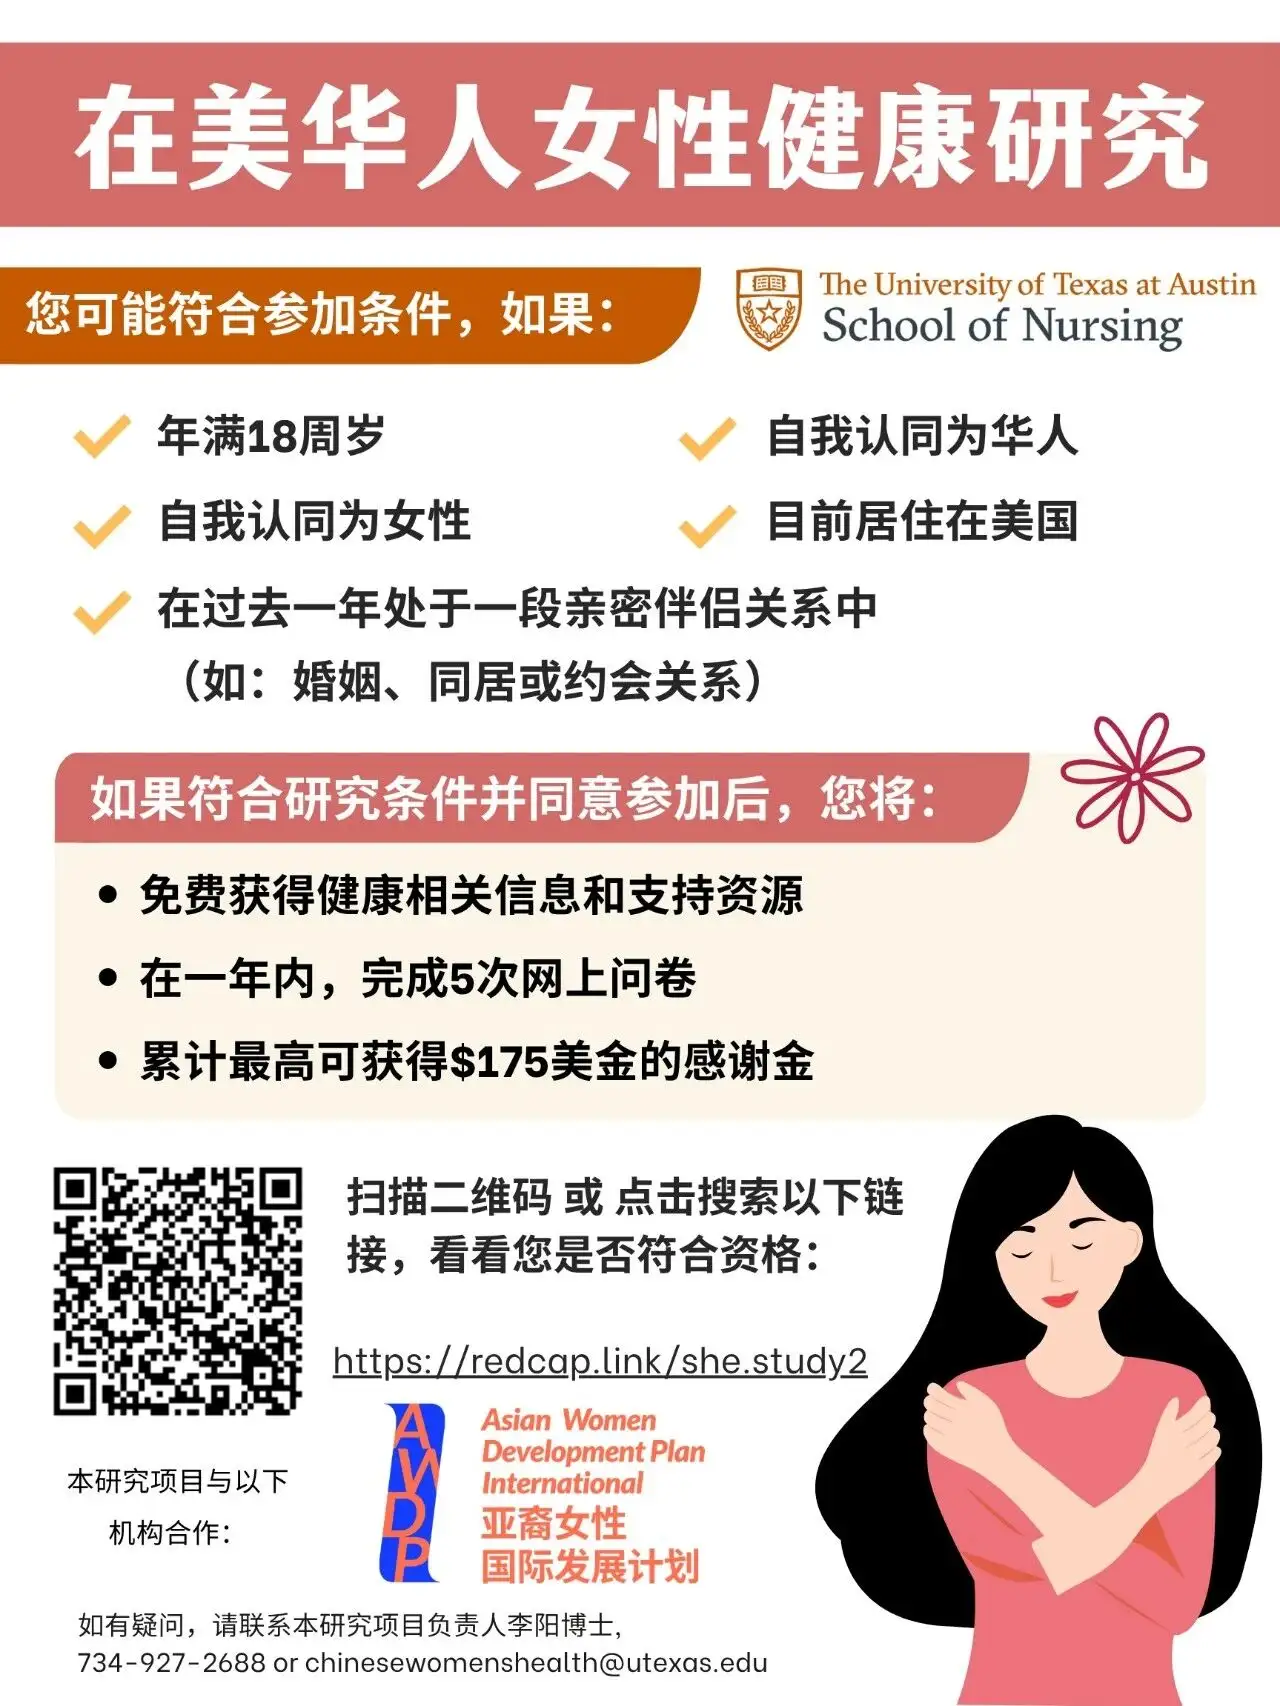 在美华人女性健康研究
您可能符合参加条件，如果：
The University of Texas at Austin
School of Nursing
年满18周岁
自我认同为华人
自我认同为女性
目前居住在美国
在过去一年处于一段亲密伴侣关系中
（如：婚姻、同居或约会关系）
如果符合研究条件并同意参加后，您将：
• 免费获得健康相关信息和支持资源
• 在一年内，完成5次网上问卷
• 累计最高可获得$175美金的感谢金
扫描二维码 或 点击搜索以下链
接，看看您是否符合资格：
https://redcap.link/she.study2
本研究项目与以下
机构合作：
AWDP
Asian Women
Development Plan
International
亚裔女性
国际发展计划
如有疑问，请联系本研究项目负责人李阳博士，
734-927-2688 or chinesewomenshealth@utexas.edu